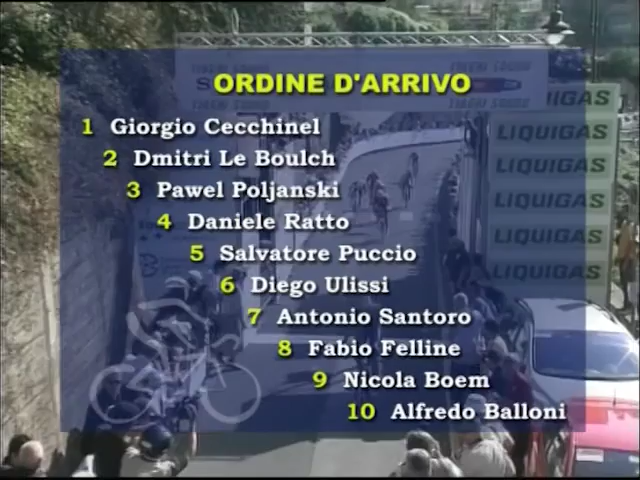 ORDINE D'ARRIVO
1 Giorgio Cecchinel
2 Dmitri Le Boulch
3 Pawel Poljanski
4 Daniele Ratto
5 Salvatore Puccio
6 Diego Ulissi
7 Antonio Santoro
8 Fabio Felline
9 Nicola Boem
10 Alfredo Balloni
IGAS
LIQUIGAS
LIQUIGAS
LIQUIGAS
LIQUIGAS
LIQUIGAS